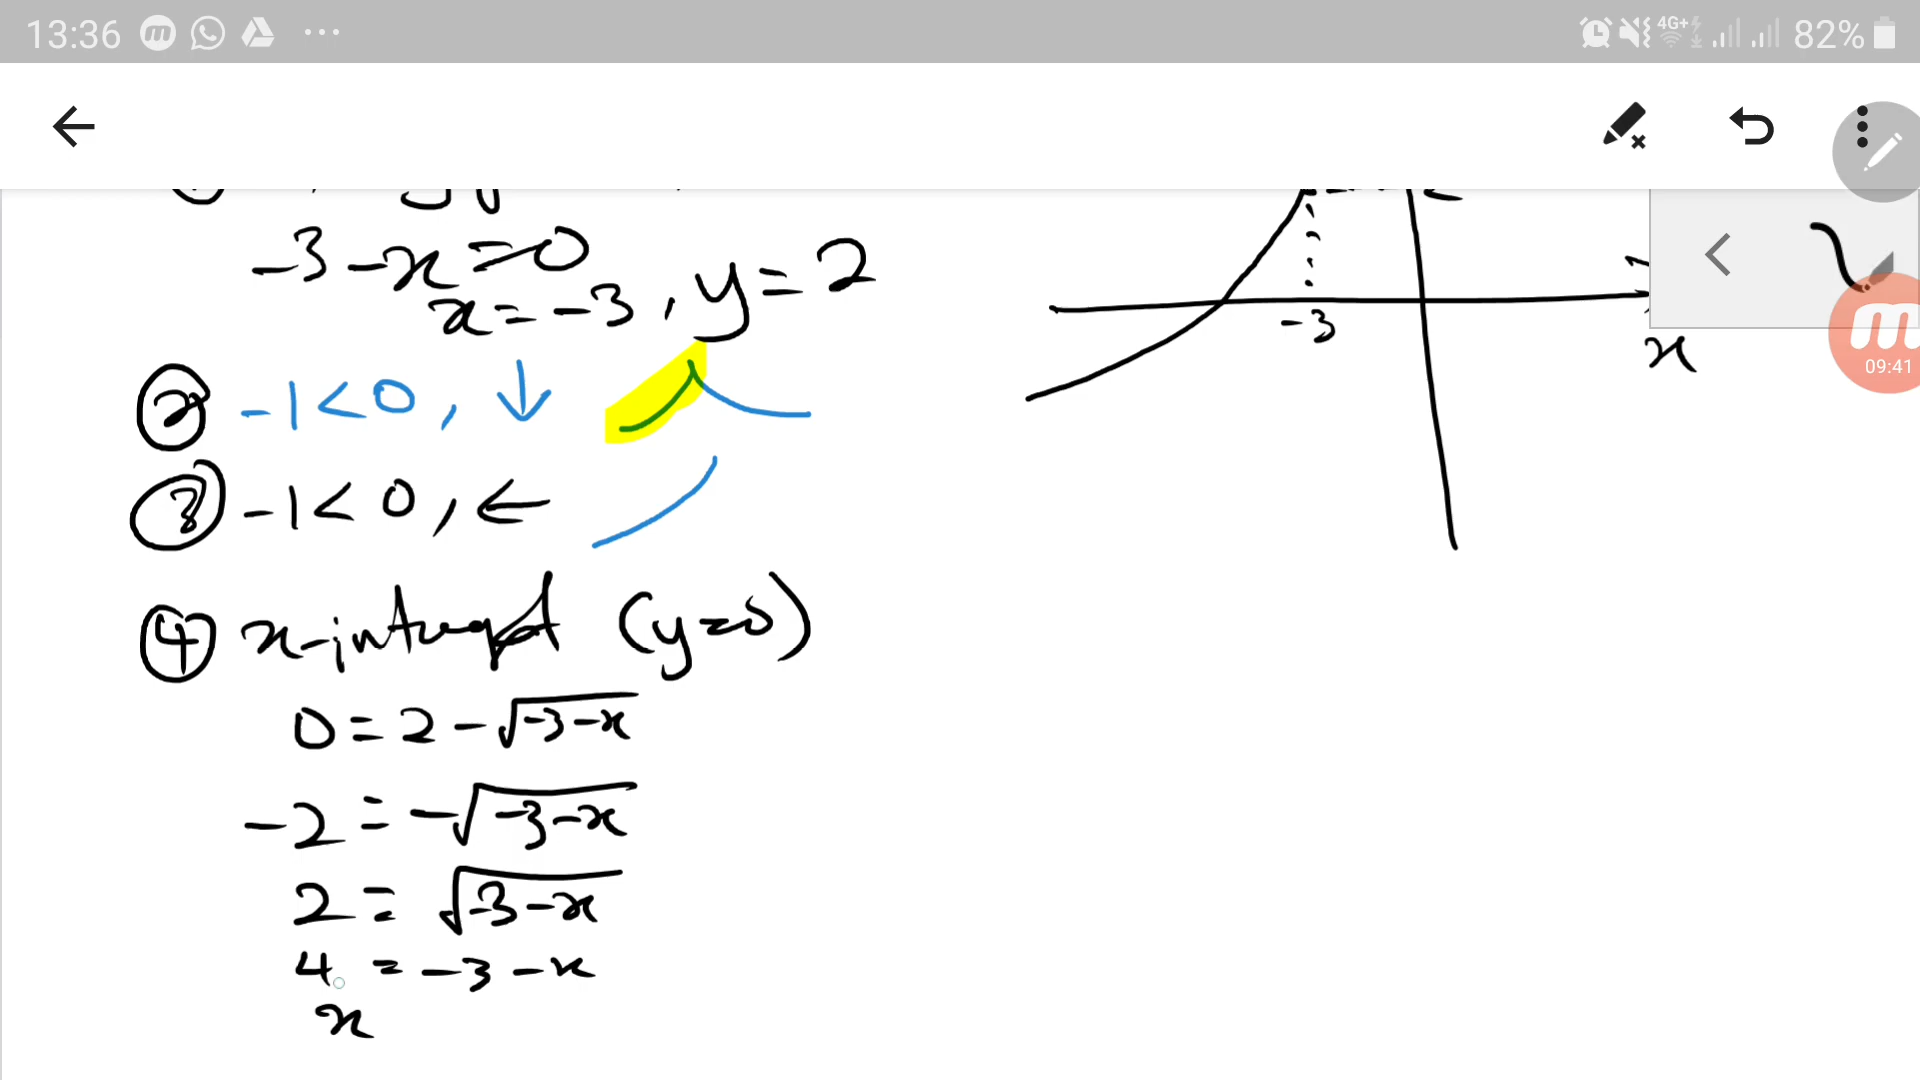 13:36 ... 4G+ 82%
-3-x=0
x=-3, y=2
② -1<0, ↓
③ -1<0, ←
④ x-intercept (y=0)
0=2-√-3-x
-2=-√-3-x
2=√-3-x
4=-3-x
x
-3
x
m
09:41